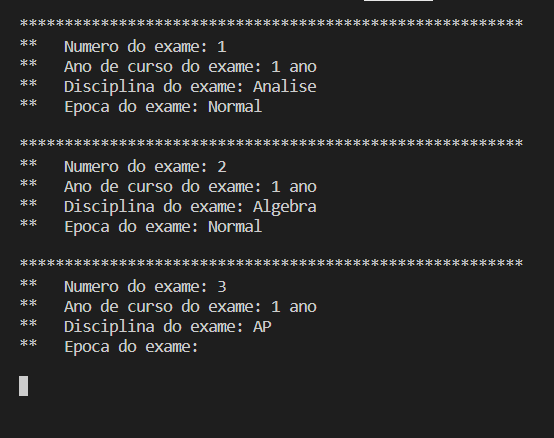 ********************************************************
**   Numero do exame: 1
**   Ano de curso do exame: 1 ano
**   Disciplina do exame: Analise
**   Epoca do exame: Normal

********************************************************
**   Numero do exame: 2
**   Ano de curso do exame: 1 ano
**   Disciplina do exame: Algebra
**   Epoca do exame: Normal

********************************************************
**   Numero do exame: 3
**   Ano de curso do exame: 1 ano
**   Disciplina do exame: AP
**   Epoca do exame: